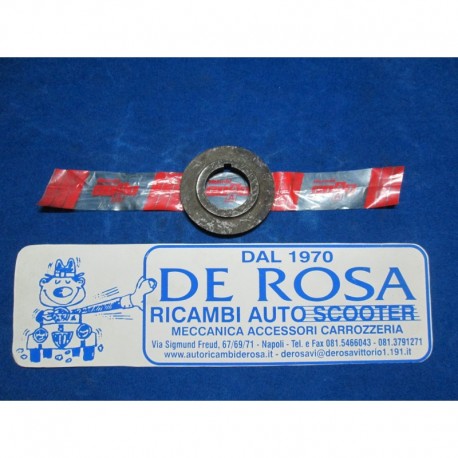 DAL 1970
DE ROSA
RICAMBI AUTO SCOOTER
MECCANICA ACCESSORI CARROZZERIA
Via Sigmund Freud, 67/69/71 - Napoli - Tel. e Fax 081.5466043 - 081.3791271
www.autoricambiderosa.it - derosavi@derosavittorio1.191.it